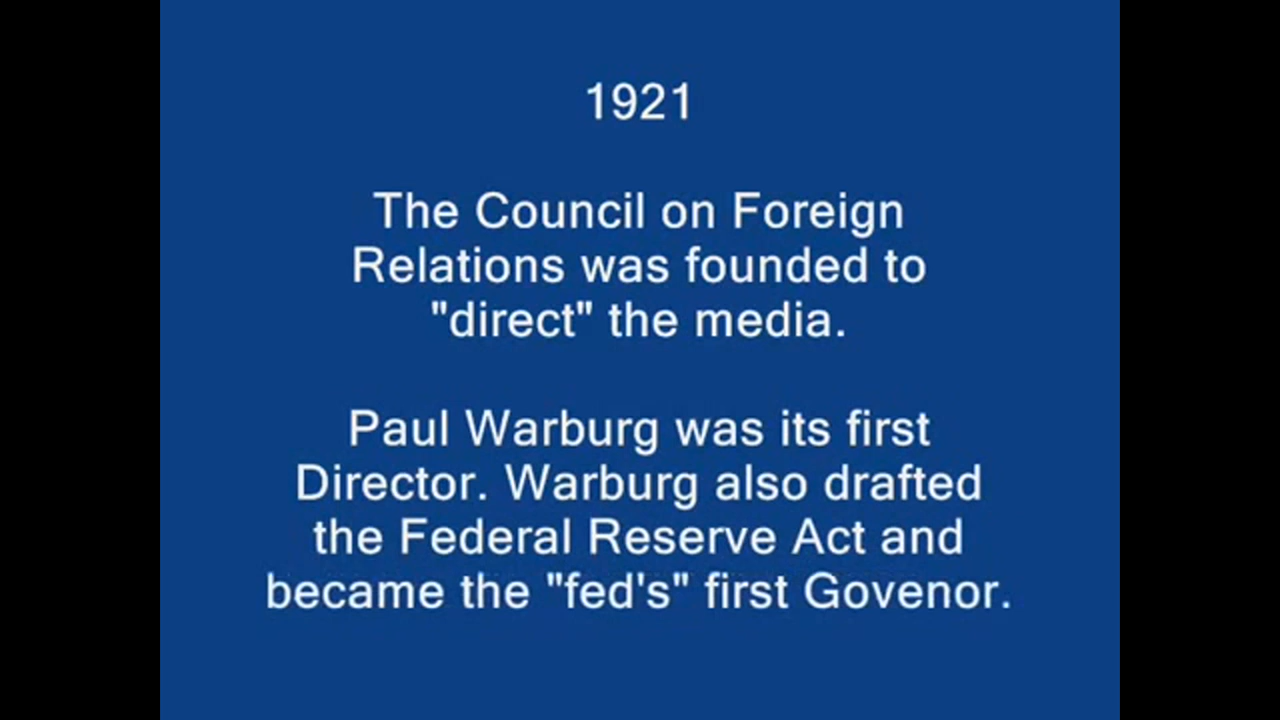 1921
The Council on Foreign
Relations was founded to
"direct" the media.
Paul Warburg was its first
Director. Warburg also drafted
the Federal Reserve Act and
became the "fed's" first Govenor.